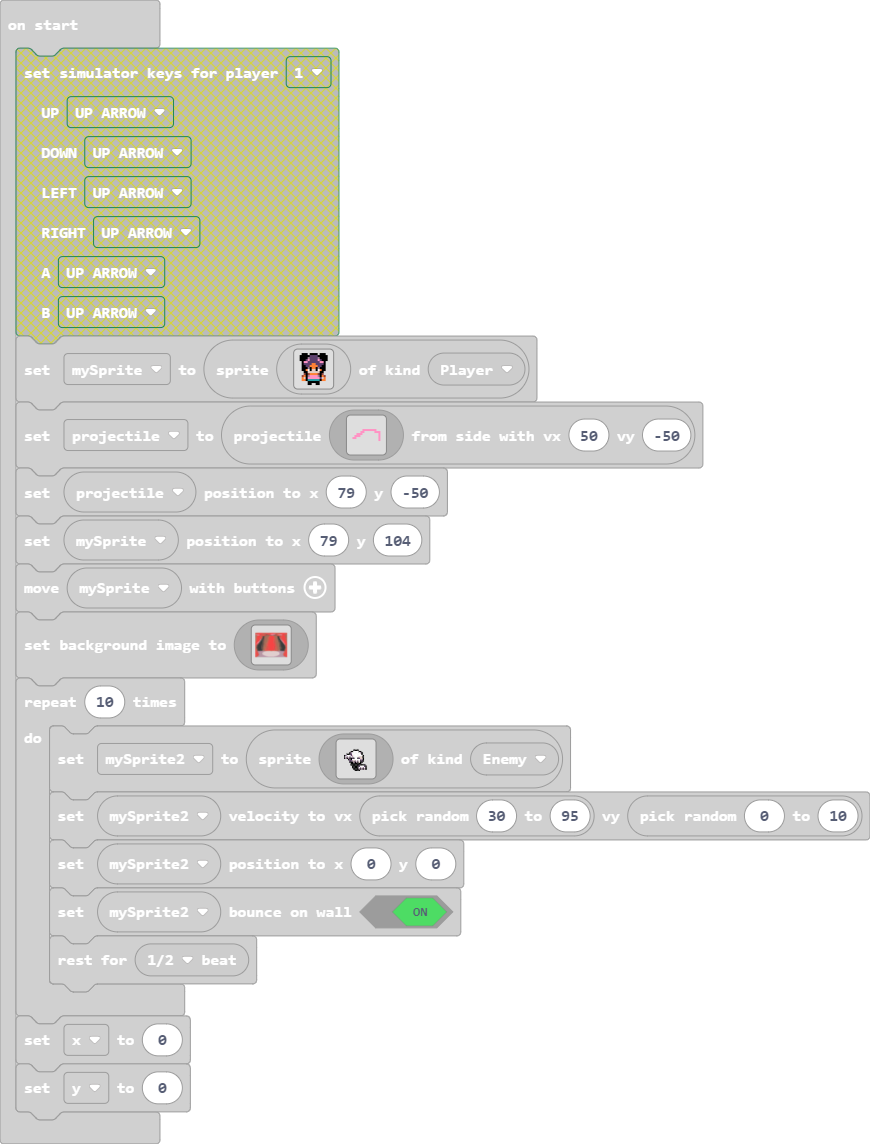 on start
set simulator keys for player 1
UP UP ARROW
DOWN UP ARROW
LEFT UP ARROW
RIGHT UP ARROW
A UP ARROW
B UP ARROW
set mySprite to sprite of kind Player
set projectile to projectile from side with vx 50 vy -50
set projectile position to x 79 y -50
set mySprite position to x 79 y 104
move mySprite with buttons
set background image to
repeat 10 times
do
set mySprite2 to sprite of kind Enemy
set mySprite2 velocity to vx pick random 30 to 95 vy pick random 0 to 10
set mySprite2 position to x 0 y 0
set mySprite2 bounce on wall ON
rest for 1/2 beat
set x to 0
set y to 0